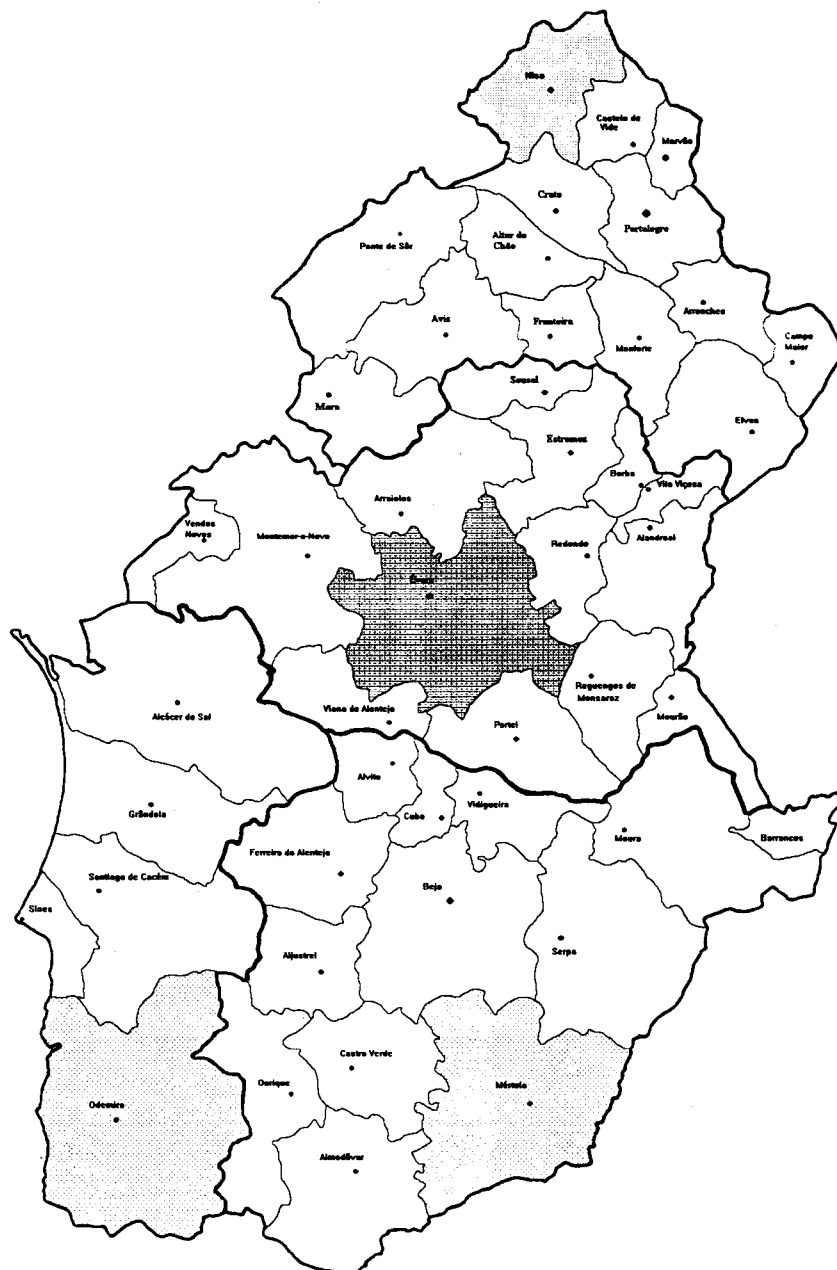 Nisa
Castelo de
Vide
Marvão
Crato
Portalegre
Ponte de Sôr
Alter do
Chão
Arronches
Avis
Fronteira
Monforte
Campo
Maior
Sousel
Mora
Elvas
Estremoz
Borba
Vila Viçosa
Arraiolos
Vendas
Novas
Montemor-o-Novo
Redondo
Alandroal
Évora
Reguengos de
Monsaraz
Mourão
Alcácer do Sal
Viana do Alentejo
Portel
Alvito
Vidigueira
Grândola
Cuba
Moura
Barrancos
Ferreira do Alentejo
Santiago de Cacém
Beja
Sines
Serpa
Aljustrel
Castro Verde
Ourique
Mértola
Odemira
Almodôvar